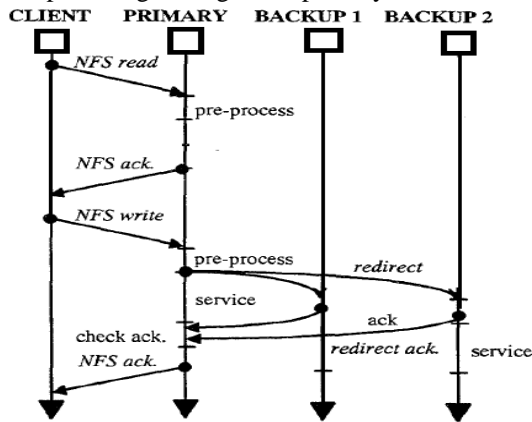 CLIENT PRIMARY BACKUP 1 BACKUP 2
NFS read
pre-process
NFS ack.
NFS write
pre-process
redirect
service
ack
check ack.
redirect ack.
service
NFS ack.